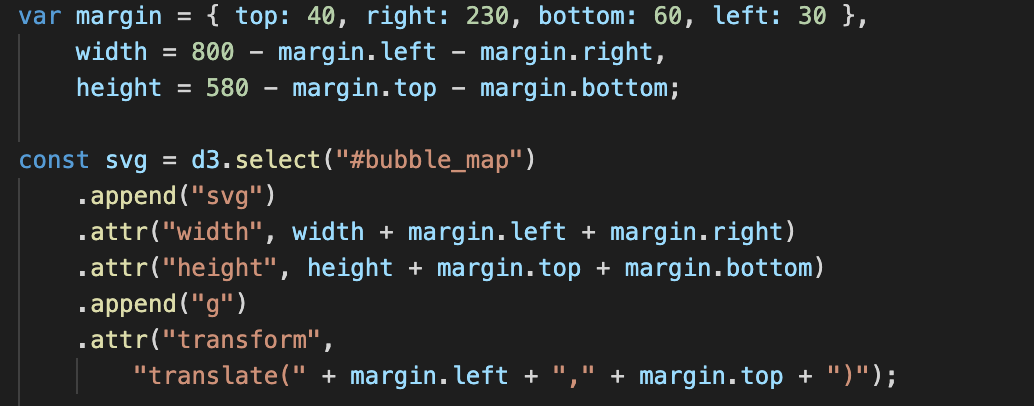 var margin = { top: 40, right: 230, bottom: 60, left: 30 },
    width = 800 - margin.left - margin.right,
    height = 580 - margin.top - margin.bottom;

const svg = d3.select("#bubble_map")
    .append("svg")
    .attr("width", width + margin.left + margin.right)
    .attr("height", height + margin.top + margin.bottom)
    .append("g")
    .attr("transform",
        "translate(" + margin.left + "," + margin.top + ")");